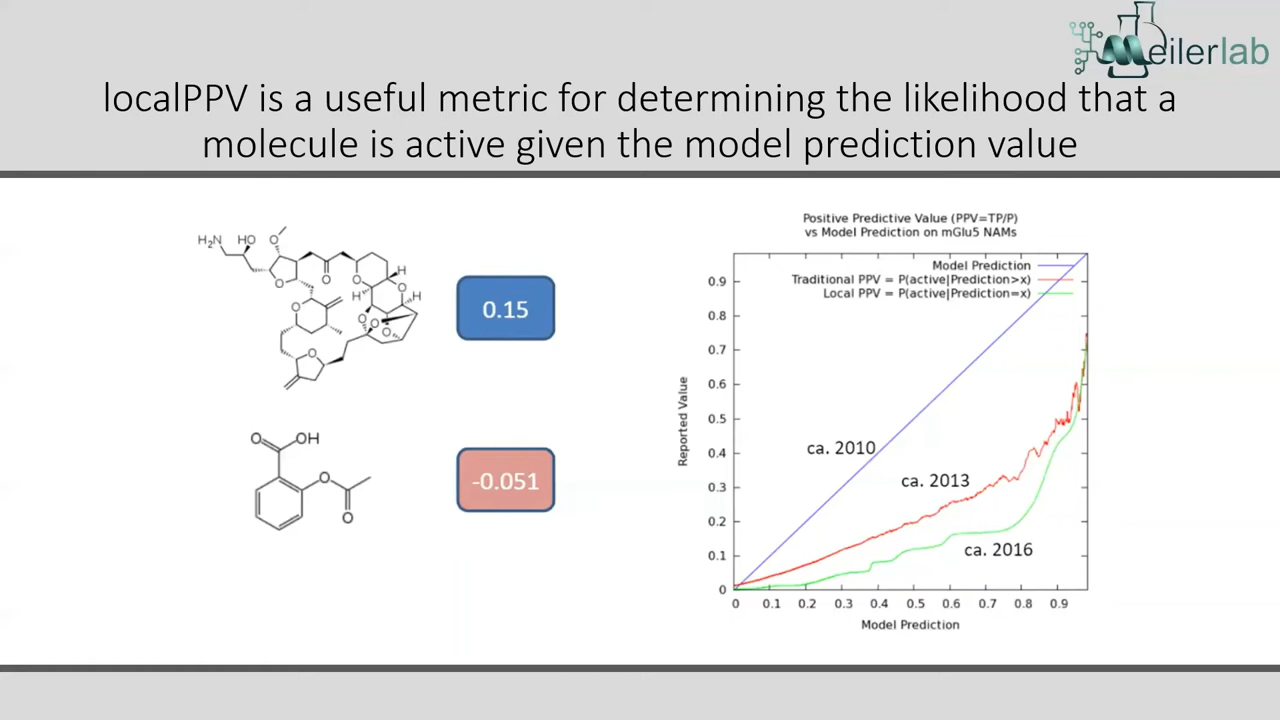 Meilerlab
localPPV is a useful metric for determining the likelihood that a
molecule is active given the model prediction value
H₂N
HO
O
O
O
O
H
O
H
O
H
O
O
O
O
O
0.15
O
OH
O
O
-0.051
Positive Predictive Value (PPV=TP/P)
vs Model Prediction on mGlu5 NAMs
Model Prediction
Traditional PPV = P(active|Prediction>x)
Local PPV = P(active|Prediction=x)
Reported Value
0.9
0.8
0.7
0.6
0.5
0.4
0.3
0.2
0.1
0
ca. 2010
ca. 2013
ca. 2016
0 0.1 0.2 0.3 0.4 0.5 0.6 0.7 0.8 0.9
Model Prediction